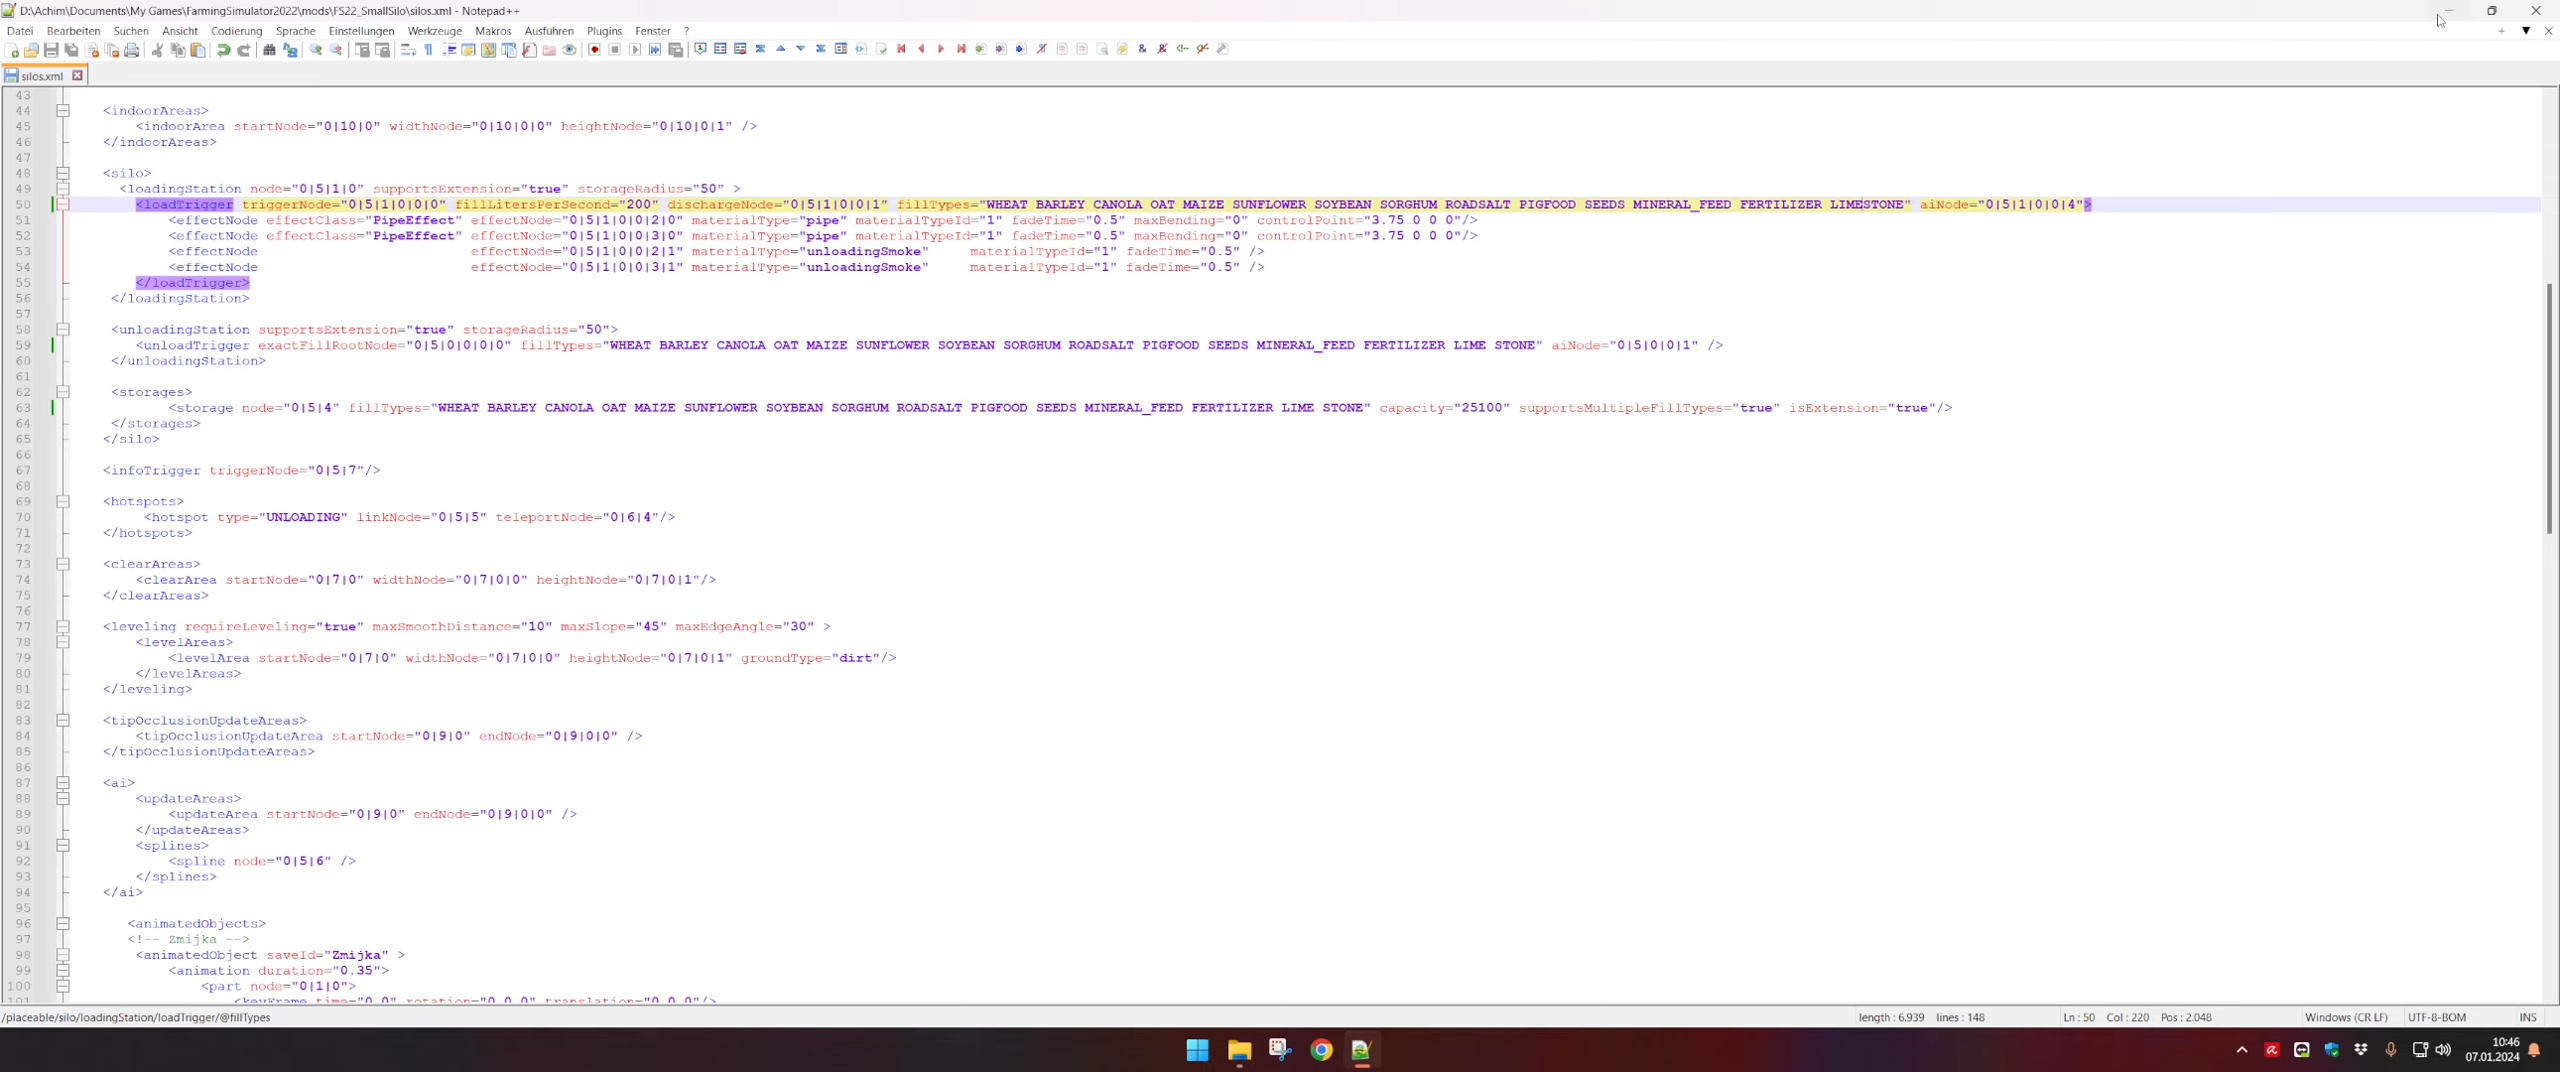 D:\Achim\Documents\My Games\FarmingSimulator2022\mods\FS22_SmallSilo\silos.xml - Notepad++
Datei Bearbeiten Suchen Ansicht Codierung Sprache Einstellungen Werkzeuge Makros Ausführen Plugins Fenster ?
silos.xml
43
44 <indoorAreas>
45 <indoorArea startNode="0|10|0" widthNode="0|10|0|0" heightNode="0|10|0|1" />
46 </indoorAreas>
47
48 <silo>
49 <loadingStation node="0|5|1|0" supportsExtension="true" storageRadius="50" >
50 <loadTrigger triggerNode="0|5|1|0|0|0" fillLitersPerSecond="200" dischargeNode="0|5|1|0|0|1" fillTypes="WHEAT BARLEY CANOLA OAT MAIZE SUNFLOWER SOYBEAN SORGHUM ROADSALT PIGFOOD SEEDS MINERAL_FEED FERTILIZER LIMESTONE" aiNode="0|5|1|0|0|4">
51 <effectNode effectClass="PipeEffect" effectNode="0|5|1|0|0|2|0" materialType="pipe" materialTypeId="1" fadeTime="0.5" maxBending="0" controlPoint="3.75 0 0 0"/>
52 <effectNode effectClass="PipeEffect" effectNode="0|5|1|0|0|3|0" materialType="pipe" materialTypeId="1" fadeTime="0.5" maxBending="0" controlPoint="3.75 0 0 0"/>
53 <effectNode effectNode="0|5|1|0|0|2|1" materialType="unloadingSmoke" materialTypeId="1" fadeTime="0.5" />
54 <effectNode effectNode="0|5|1|0|0|3|1" materialType="unloadingSmoke" materialTypeId="1" fadeTime="0.5" />
55 </loadTrigger>
56 </loadingStation>
57
58 <unloadingStation supportsExtension="true" storageRadius="50">
59 <unloadTrigger exactFillRootNode="0|5|0|0|0|0" fillTypes="WHEAT BARLEY CANOLA OAT MAIZE SUNFLOWER SOYBEAN SORGHUM ROADSALT PIGFOOD SEEDS MINERAL_FEED FERTILIZER LIME STONE" aiNode="0|5|0|0|1" />
60 </unloadingStation>
61
62 <storages>
63 <storage node="0|5|4" fillTypes="WHEAT BARLEY CANOLA OAT MAIZE SUNFLOWER SOYBEAN SORGHUM ROADSALT PIGFOOD SEEDS MINERAL_FEED FERTILIZER LIME STONE" capacity="25100" supportsMultipleFillTypes="true" isExtension="true"/>
64 </storages>
65 </silo>
66
67 <infoTrigger triggerNode="0|5|7"/>
68
69 <hotspots>
70 <hotspot type="UNLOADING" linkNode="0|5|5" teleportNode="0|6|4"/>
71 </hotspots>
72
73 <clearAreas>
74 <clearArea startNode="0|7|0" widthNode="0|7|0|0" heightNode="0|7|0|1"/>
75 </clearAreas>
76
77 <leveling requireLeveling="true" maxSmoothDistance="10" maxSlope="45" maxEdgeAngle="30" >
78 <levelAreas>
79 <levelArea startNode="0|7|0" widthNode="0|7|0|0" heightNode="0|7|0|1" groundType="dirt"/>
80 </levelAreas>
81 </leveling>
82
83 <tipOcclusionUpdateAreas>
84 <tipOcclusionUpdateArea startNode="0|9|0" endNode="0|9|0|0" />
85 </tipOcclusionUpdateAreas>
86
87 <ai>
88 <updateAreas>
89 <updateArea startNode="0|9|0" endNode="0|9|0|0" />
90 </updateAreas>
91 <splines>
92 <spline node="0|5|6" />
93 </splines>
94 </ai>
95
96 <animatedObjects>
97 <!-- Zmijka -->
98 <animatedObject saveId="Zmijka" >
99 <animation duration="0.35">
100 <part node="0|1|0">
101 <keyFrame time="0.0" rotation="0 0 0" translation="0 0 0"/>
/placeable/silo/loadingStation/loadTrigger/@fillTypes length : 6.939 lines : 148 Ln : 50 Col : 220 Pos : 2.048 Windows (CR LF) UTF-8-BOM INS
10:46
07.01.2024